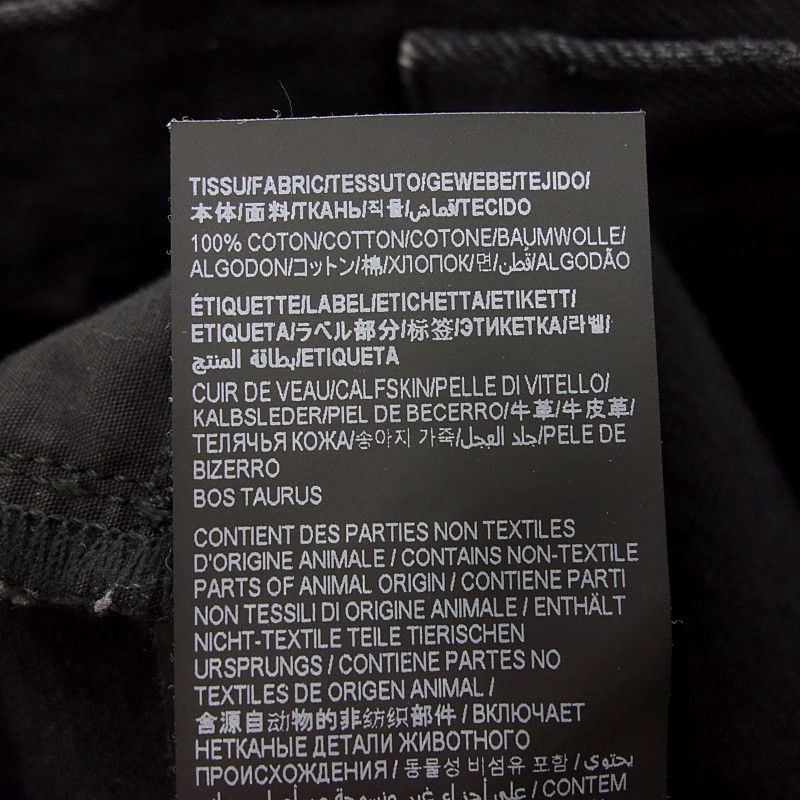 TISSU/FABRIC/TESSUTO/GEWEBE/TEJIDO/
本体/面料/ТКАНЬ/직물/قماش/TECIDO
100% COTON/COTTON/COTONE/BAUMWOLLE/
ALGODON/コットン/棉/ХЛОПОК/면/قطن/ALGODÃO
ÉTIQUETTE/LABEL/ETICHETTA/ETIKETT/
ETIQUETA/ラベル部分/标签/ЭТИКЕТКА/라벨/
بطاقة المنتج/ETIQUETA
CUIR DE VEAU/CALFSKIN/PELLE DI VITELLO/
KALBSLEDER/PIEL DE BECERRO/牛革/牛皮革/
ТЕЛЯЧЬЯ КОЖА/송아지 가죽/جلد العجل/PELE DE
BIZERRO
BOS TAURUS
CONTIENT DES PARTIES NON TEXTILES
D'ORIGINE ANIMALE / CONTAINS NON-TEXTILE
PARTS OF ANIMAL ORIGIN / CONTIENE PARTI
NON TESSILI DI ORIGINE ANIMALE / ENTHÄLT
NICHT-TEXTILE TEILE TIERISCHEN
URSPRUNGS / CONTIENE PARTES NO
TEXTILES DE ORIGEN ANIMAL /
含源自动物的非纺织部件 / ВКЛЮЧАЕТ
НЕТКАНЫЕ ДЕТАЛИ ЖИВОТНОГО
ПРОИСХОЖДЕНИЯ / 동물성 비섬유 포함 / يحتوي
على أجزاء غير منسوجة من أصل / CONTEM